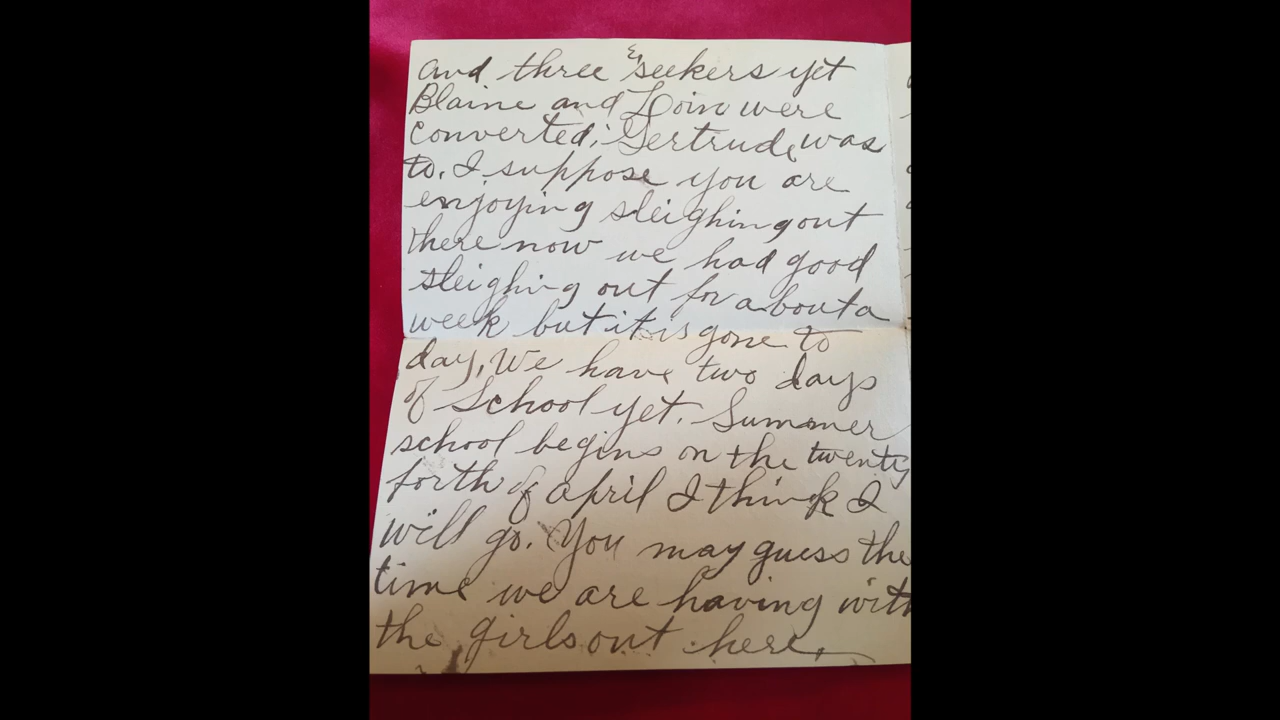 and three seekers yet
Blaine and were
converted; Gertrude was
to. I suppose you are
enjoying sleighing out
there now we had good
sleighing out for about a
week but it is gone to
day, We have two days
of School yet. Summer
school begins on the twenty
forth of april I think I
will go. You may guess the
time we are having with
the girls out here.